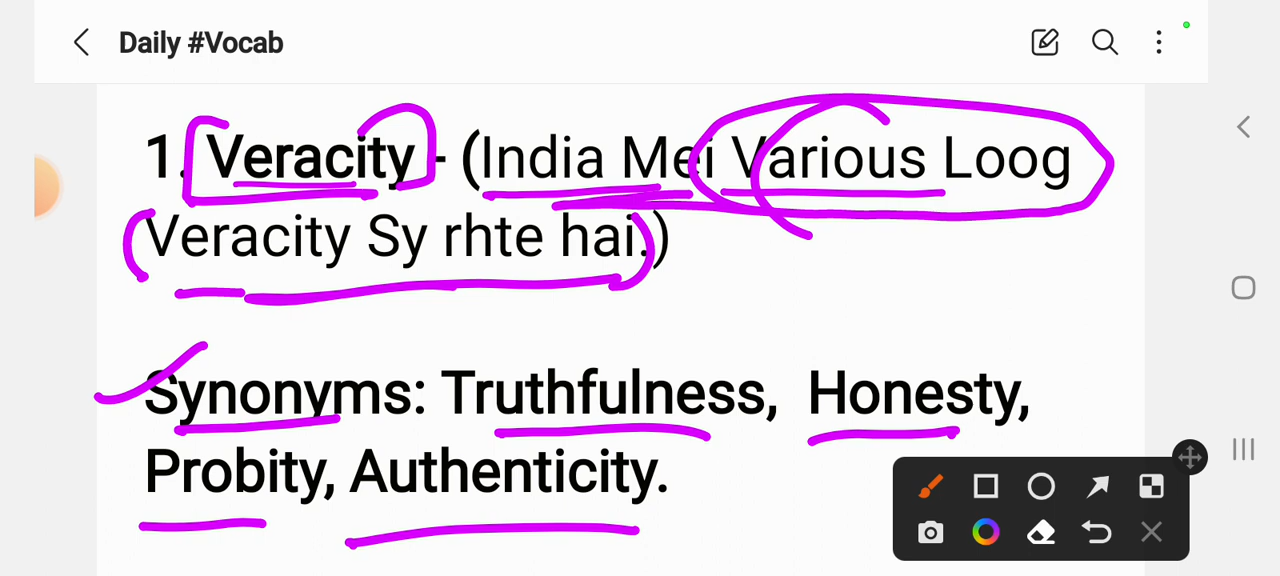 Daily #Vocab
1. Veracity - (India Mei Various Loog
Veracity Sy rhte hai.)
Synonyms: Truthfulness, Honesty,
Probity, Authenticity.